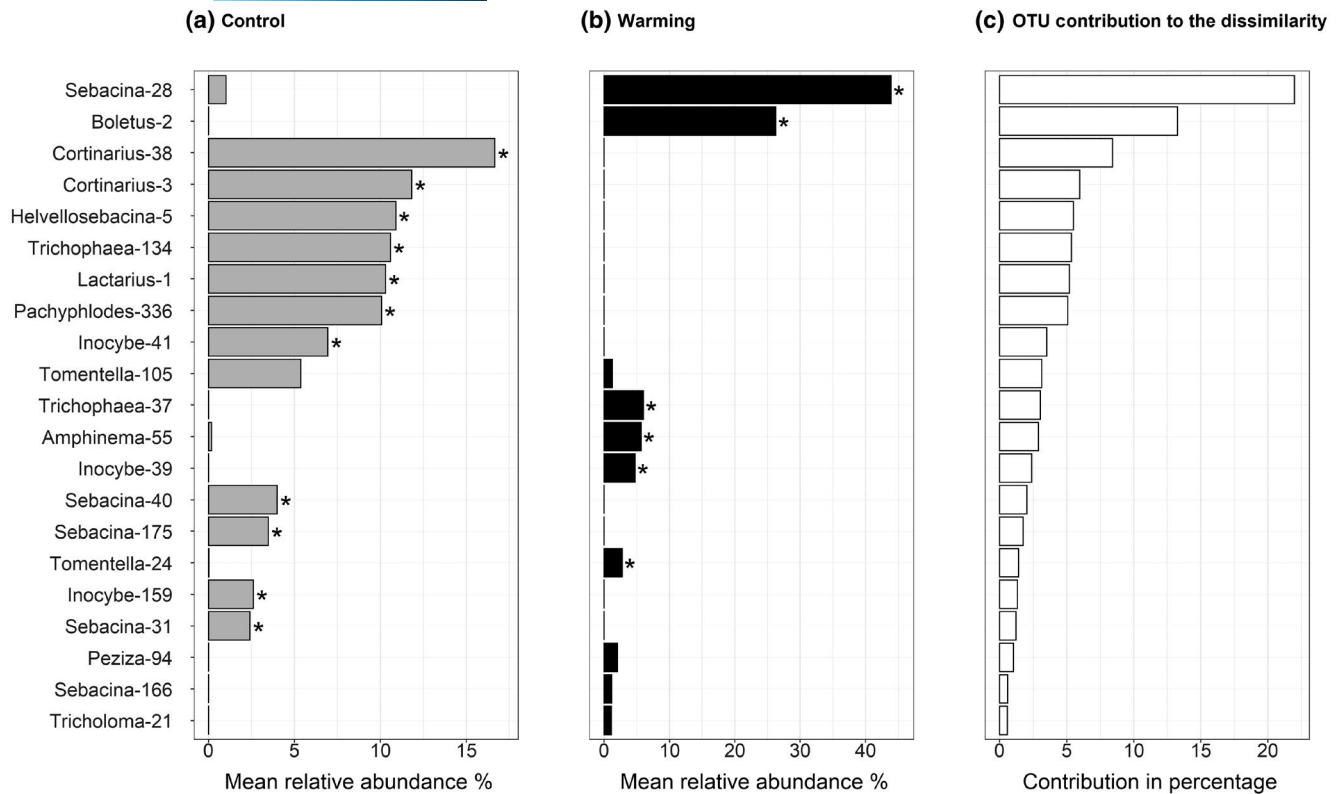 (a) Control
(b) Warming
(c) OTU contribution to the dissimilarity
Sebacina-28
*
Boletus-2
*
Cortinarius-38
*
Cortinarius-3
*
Helvellosebacina-5
*
Trichophaea-134
*
Lactarius-1
*
Pachyphlodes-336
*
Inocybe-41
*
Tomentella-105
Trichophaea-37
*
Amphinema-55
*
Inocybe-39
*
Sebacina-40
*
Sebacina-175
*
Tomentella-24
*
Inocybe-159
*
Sebacina-31
*
Peziza-94
Sebacina-166
Tricholoma-21
0 5 10 15
0 10 20 30 40
0 5 10 15 20
Mean relative abundance %
Mean relative abundance %
Contribution in percentage